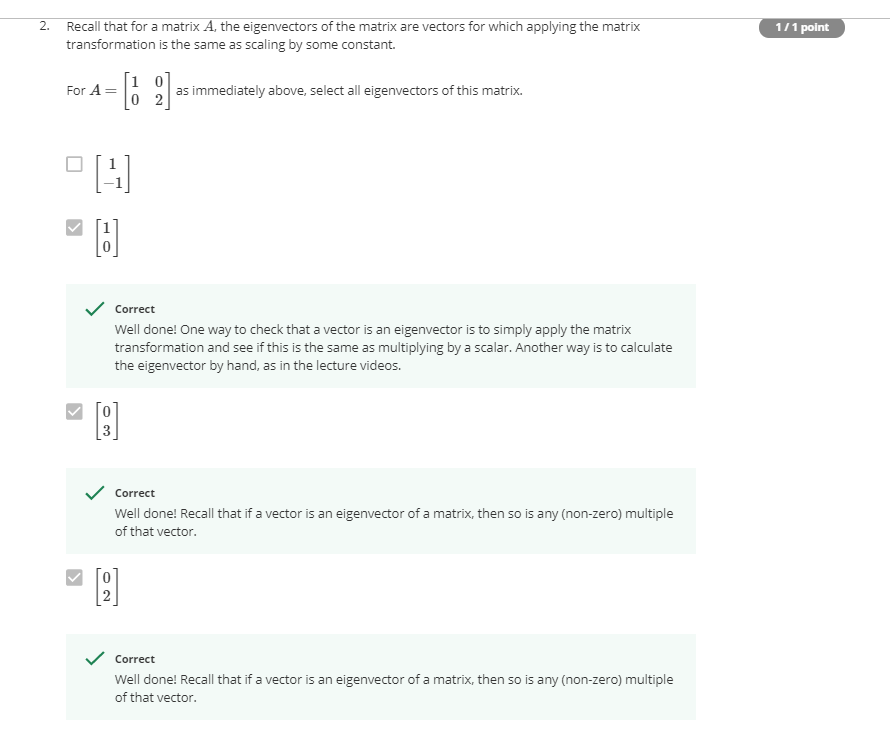 2. Recall that for a matrix A, the eigenvectors of the matrix are vectors for which applying the matrix
1 / 1 point
transformation is the same as scaling by some constant.
For A = [1 0
0 2] as immediately above, select all eigenvectors of this matrix.
[1
−1]
[1
0]
Correct
Well done! One way to check that a vector is an eigenvector is to simply apply the matrix
transformation and see if this is the same as multiplying by a scalar. Another way is to calculate
the eigenvector by hand, as in the lecture videos.
[0
3]
Correct
Well done! Recall that if a vector is an eigenvector of a matrix, then so is any (non-zero) multiple
of that vector.
[0
2]
Correct
Well done! Recall that if a vector is an eigenvector of a matrix, then so is any (non-zero) multiple
of that vector.